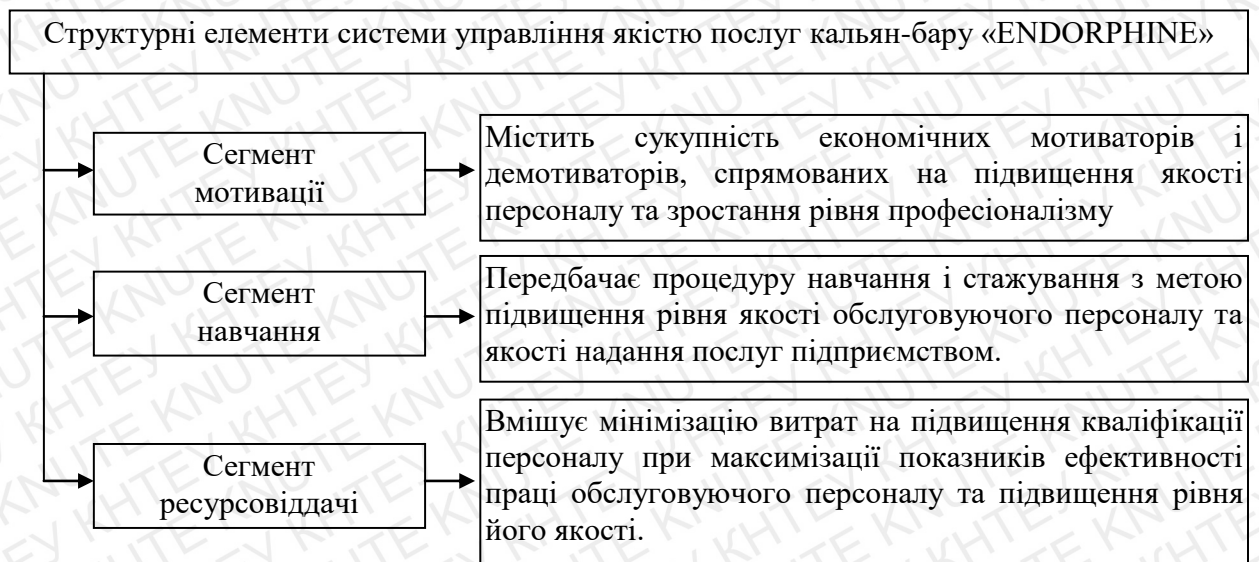 Структурні елементи системи управління якістю послуг кальян-бару «ENDORPHINE»
Сегмент
мотивації
Містить сукупність економічних мотиваторів і
демотиваторів, спрямованих на підвищення якості
персоналу та зростання рівня професіоналізму
Сегмент
навчання
Передбачає процедуру навчання і стажування з метою
підвищення рівня якості обслуговуючого персоналу та
якості надання послуг підприємством.
Сегмент
ресурсовіддачі
Вмішує мінімізацію витрат на підвищення кваліфікації
персоналу при максимізації показників ефективності
праці обслуговуючого персоналу та підвищення рівня
його якості.